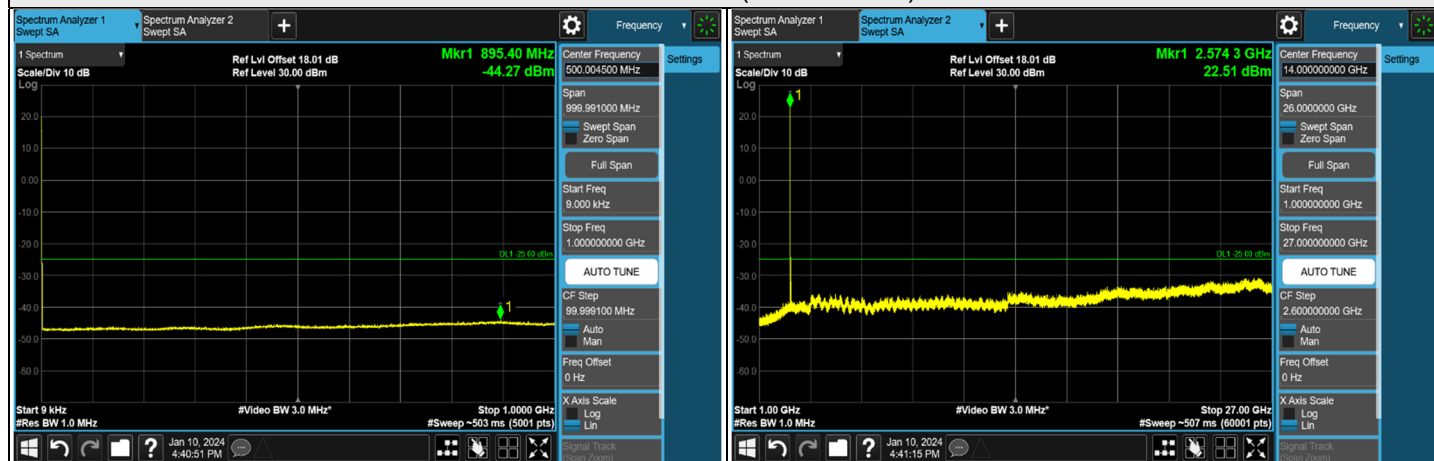 Spectrum Analyzer 1
Swept SA
Spectrum Analyzer 2
Swept SA
+
Frequency
1 Spectrum
Ref Lvl Offset 18.01 dB
Mkr1 895.40 MHz
Scale/Div 10 dB
Ref Level 30.00 dBm
-44.27 dBm
Log
1
20.0
10.0
0.00
-10.0
-20.0
DL1 -25.00 dBm
-30.0
-40.0
-50.0
-60.0
Start 9 kHz
#Video BW 3.0 MHz*
Stop 1.0000 GHz
#Res BW 1.0 MHz
#Sweep ~503 ms (5001 pts)
Center Frequency
500.004500 MHz
Settings
Span
999.991000 MHz
Swept Span
Zero Span
Full Span
Start Freq
9.000 kHz
Stop Freq
1.000000000 GHz
AUTO TUNE
CF Step
99.999100 MHz
Auto
Man
Freq Offset
0 Hz
X Axis Scale
Log
Lin
Signal Track
(Span Zoom)
?
Jan 10, 2024
4:40:51 PM
Spectrum Analyzer 1
Swept SA
Spectrum Analyzer 2
Swept SA
+
Frequency
1 Spectrum
Ref Lvl Offset 18.01 dB
Mkr1 2.574 3 GHz
Scale/Div 10 dB
Ref Level 30.00 dBm
22.51 dBm
Log
1
20.0
10.0
0.00
-10.0
-20.0
DL1 -25.00 dBm
-30.0
-40.0
-50.0
-60.0
Start 1.00 GHz
#Video BW 3.0 MHz*
Stop 27.00 GHz
#Res BW 1.0 MHz
#Sweep ~507 ms (60001 pts)
Center Frequency
14.000000000 GHz
Settings
Span
26.0000000 GHz
Swept Span
Zero Span
Full Span
Start Freq
1.000000000 GHz
Stop Freq
27.000000000 GHz
AUTO TUNE
CF Step
2.600000000 GHz
Auto
Man
Freq Offset
0 Hz
X Axis Scale
Log
Lin
Signal Track
(Span Zoom)
?
Jan 10, 2024
4:41:15 PM